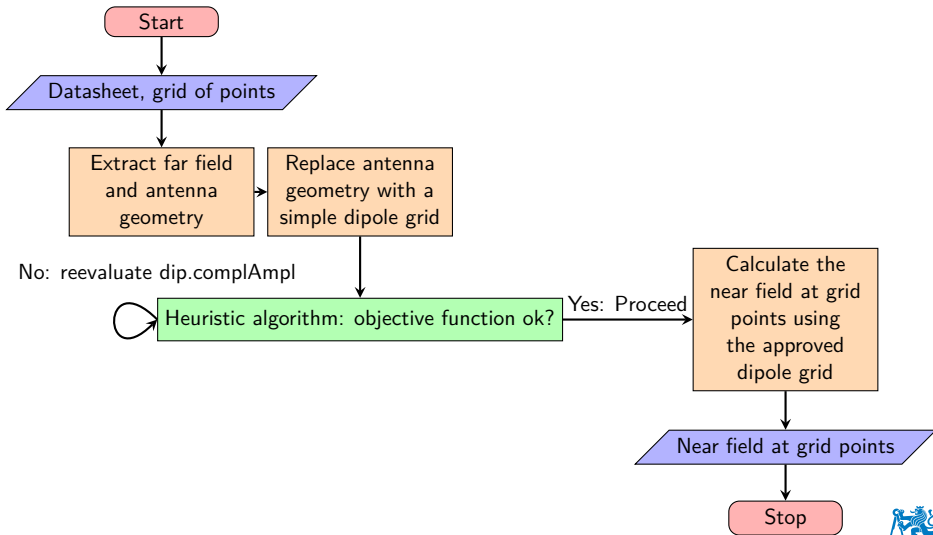 Start
Datasheet, grid of points
Extract far field
and antenna
geometry
Replace antenna
geometry with a
simple dipole grid
No: reevaluate dip.complAmpl
Heuristic algorithm: objective function ok?
Yes: Proceed
Calculate the
near field at grid
points using
the approved
dipole grid
Near field at grid points
Stop